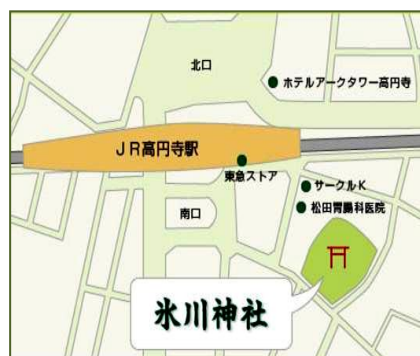 北口
ホテルアークタワー高円寺
JR高円寺駅
東急ストア
サークルK
松田胃腸科医院
南口
氷川神社